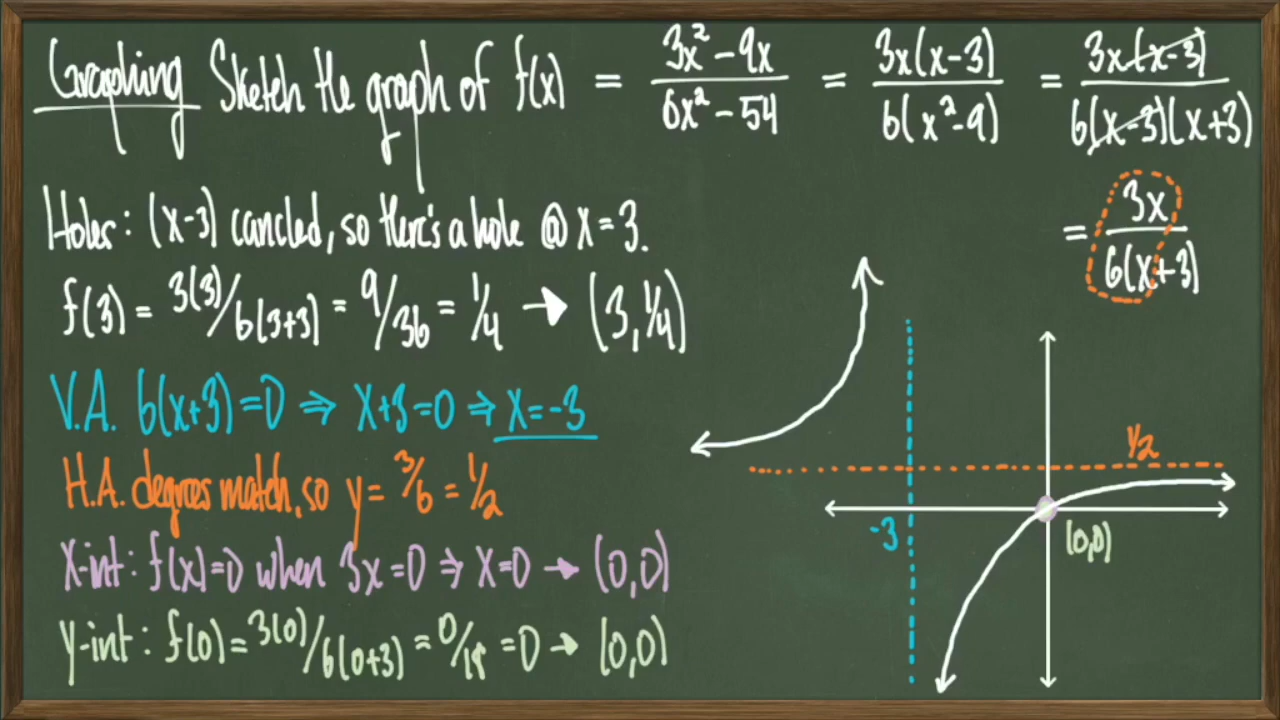 Graphing Sketch the graph of f(x) = 3x² - 9x / 6x² - 54 = 3x(x-3) / 6(x²-9) = 3x(x-3) / 6(x-3)(x+3)
= 3x / 6(x+3)
Holes: (x-3) cancled, so there's a hole @ x=3.
f(3) = 3(3)/6(3+3) = 9/36 = 1/4 → (3, 1/4)
V.A. 6(x+3)=0 ⇒ x+3=0 ⇒ x=-3
H.A. degrees match, so y= 3/6 = 1/2
X-int: f(x)=0 when 3x=0 ⇒ x=0 → (0,0)
y-int: f(0)= 3(0)/6(0+3) = 0/18 = 0 → (0,0)
1/2
-3
(0,0)